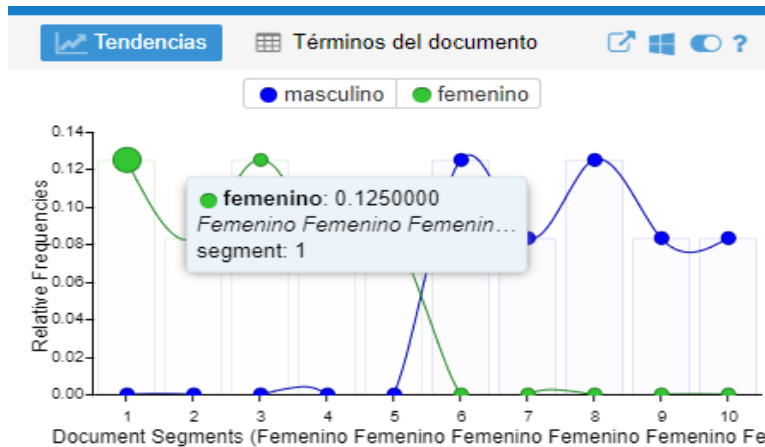 Tendencias
Términos del documento
?
masculino
femenino
0.14
0.12
0.10
0.08
0.06
0.04
0.02
0.00
Relative Frequencies
femenino: 0.1250000
Femenino Femenino Femenin...
segment: 1
1 2 3 4 5 6 7 8 9 10
Document Segments (Femenino Femenino Femenino Femenino Femenino Fe